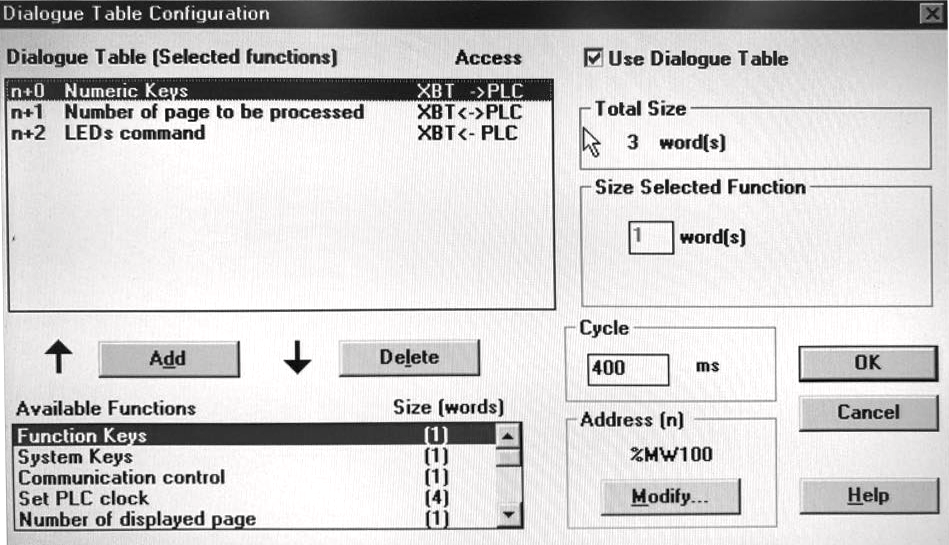 Dialogue Table Configuration
Dialogue Table (Selected functions) Access
n+0 Numeric Keys XBT ->PLC
n+1 Number of page to be processed XBT<->PLC
n+2 LEDs command XBT<- PLC
Use Dialogue Table
Total Size
3 word(s)
Size Selected Function
1 word(s)
Add
Delete
Available Functions Size (words)
Function Keys (1)
System Keys (1)
Communication control (1)
Set PLC clock (4)
Number of displayed page (1)
Cycle
400 ms
Address (n)
%MW100
Modify...
OK
Cancel
Help